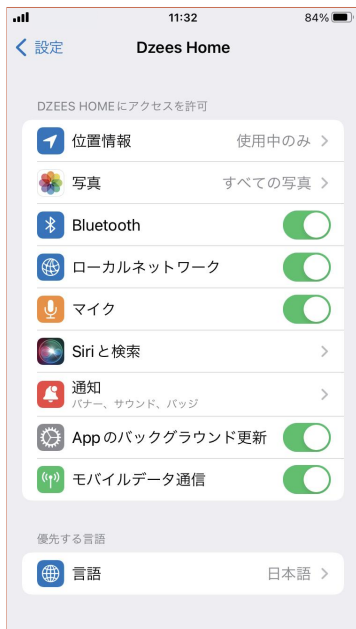 11:32
84%
設定
Dzees Home
DZEES HOMEにアクセスを許可
位置情報 使用中のみ
写真 すべての写真
Bluetooth
ローカルネットワーク
マイク
Siriと検索
通知
バナー、サウンド、バッジ
Appのバックグラウンド更新
モバイルデータ通信
優先する言語
言語 日本語